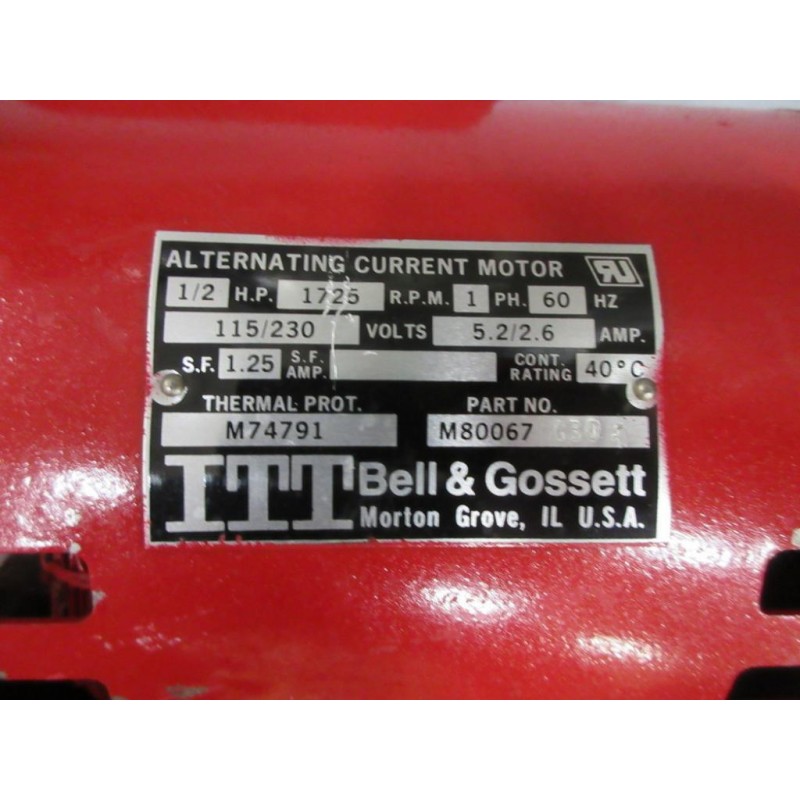 ALTERNATING CURRENT MOTOR RU
1/2 H.P. 1725 R.P.M. 1 PH. 60 HZ
115/230 VOLTS 5.2/2.6 AMP.
S.F. 1.25 S.F. AMP. CONT. RATING 40°C
THERMAL PROT. PART NO.
M74791 M80067
ITT Bell & Gossett
Morton Grove, IL U.S.A.